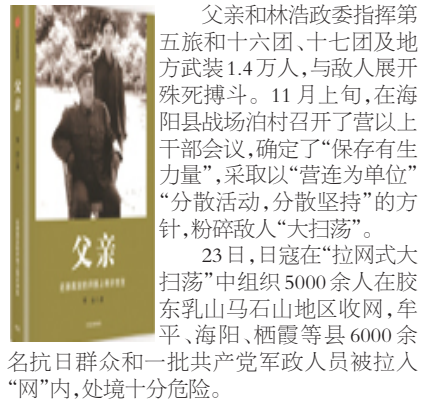 父亲
父亲
父亲和林浩政委指挥第
五旅和十六团、十七团及地
方武装1.4万人，与敌人展开
殊死搏斗。11月上旬，在海
阳县战场泊村召开了营以上
干部会议，确定了“保存有生
力量”，采取以“营连为单位”
“分散活动，分散坚持”的方
针，粉碎敌人“大扫荡”。
23日，日寇在“拉网式大
扫荡”中组织5000余人在胶
东乳山马石山地区收网，牟
平、海阳、栖霞等县6000余
名抗日群众和一批共产党军政人员被拉入
“网”内，处境十分危险。